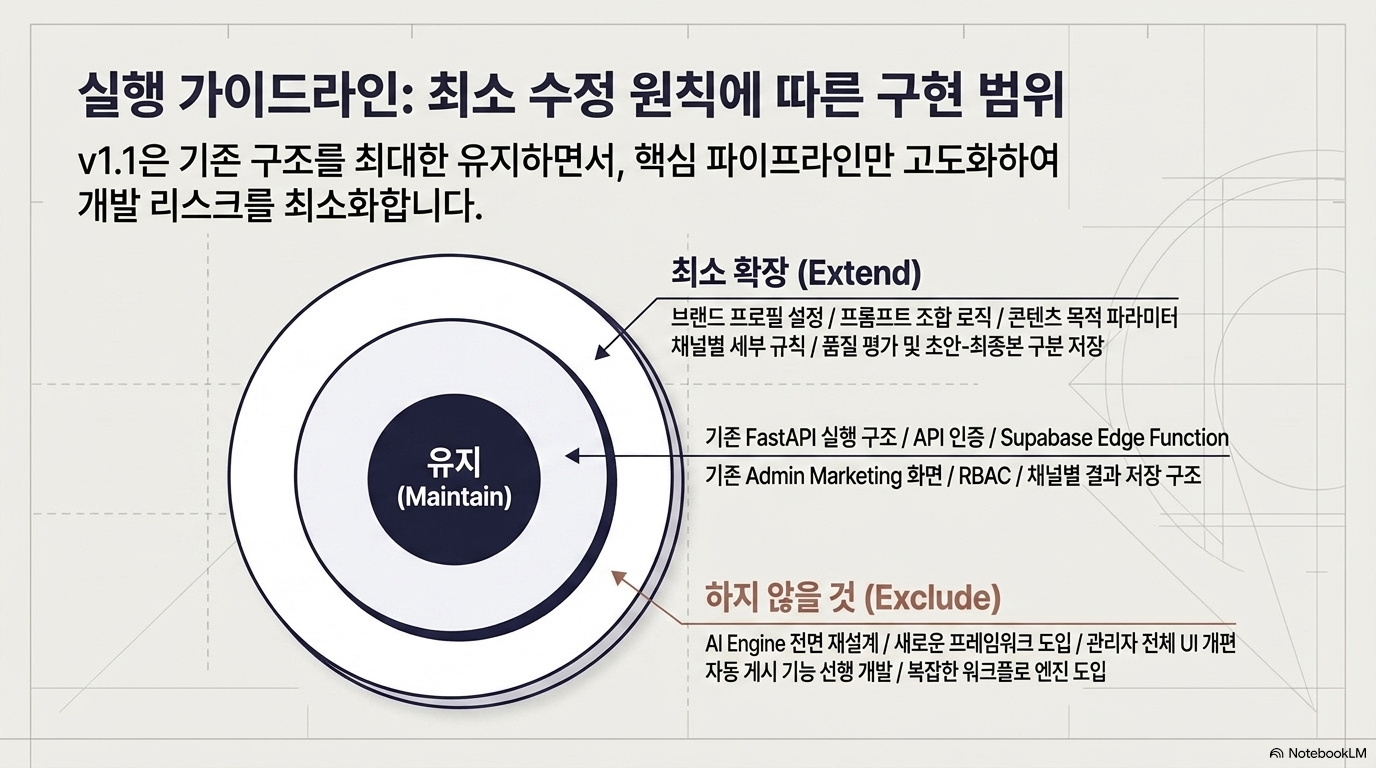 실행 가이드라인: 최소 수정 원칙에 따른 구현 범위
v1.1은 기존 구조를 최대한 유지하면서, 핵심 파이프라인만 고도화하여
개발 리스크를 최소화합니다.
최소 확장 (Extend)
브랜드 프로필 설정 / 프롬프트 조합 로직 / 콘텐츠 목적 파라미터
채널별 세부 규칙 / 품질 평가 및 초안-최종본 구분 저장
유지
(Maintain)
기존 FastAPI 실행 구조 / API 인증 / Supabase Edge Function
기존 Admin Marketing 화면 / RBAC / 채널별 결과 저장 구조
하지 않을 것 (Exclude)
AI Engine 전면 재설계 / 새로운 프레임워크 도입 / 관리자 전체 UI 개편
자동 게시 기능 선행 개발 / 복잡한 워크플로 엔진 도입
NotebookLM